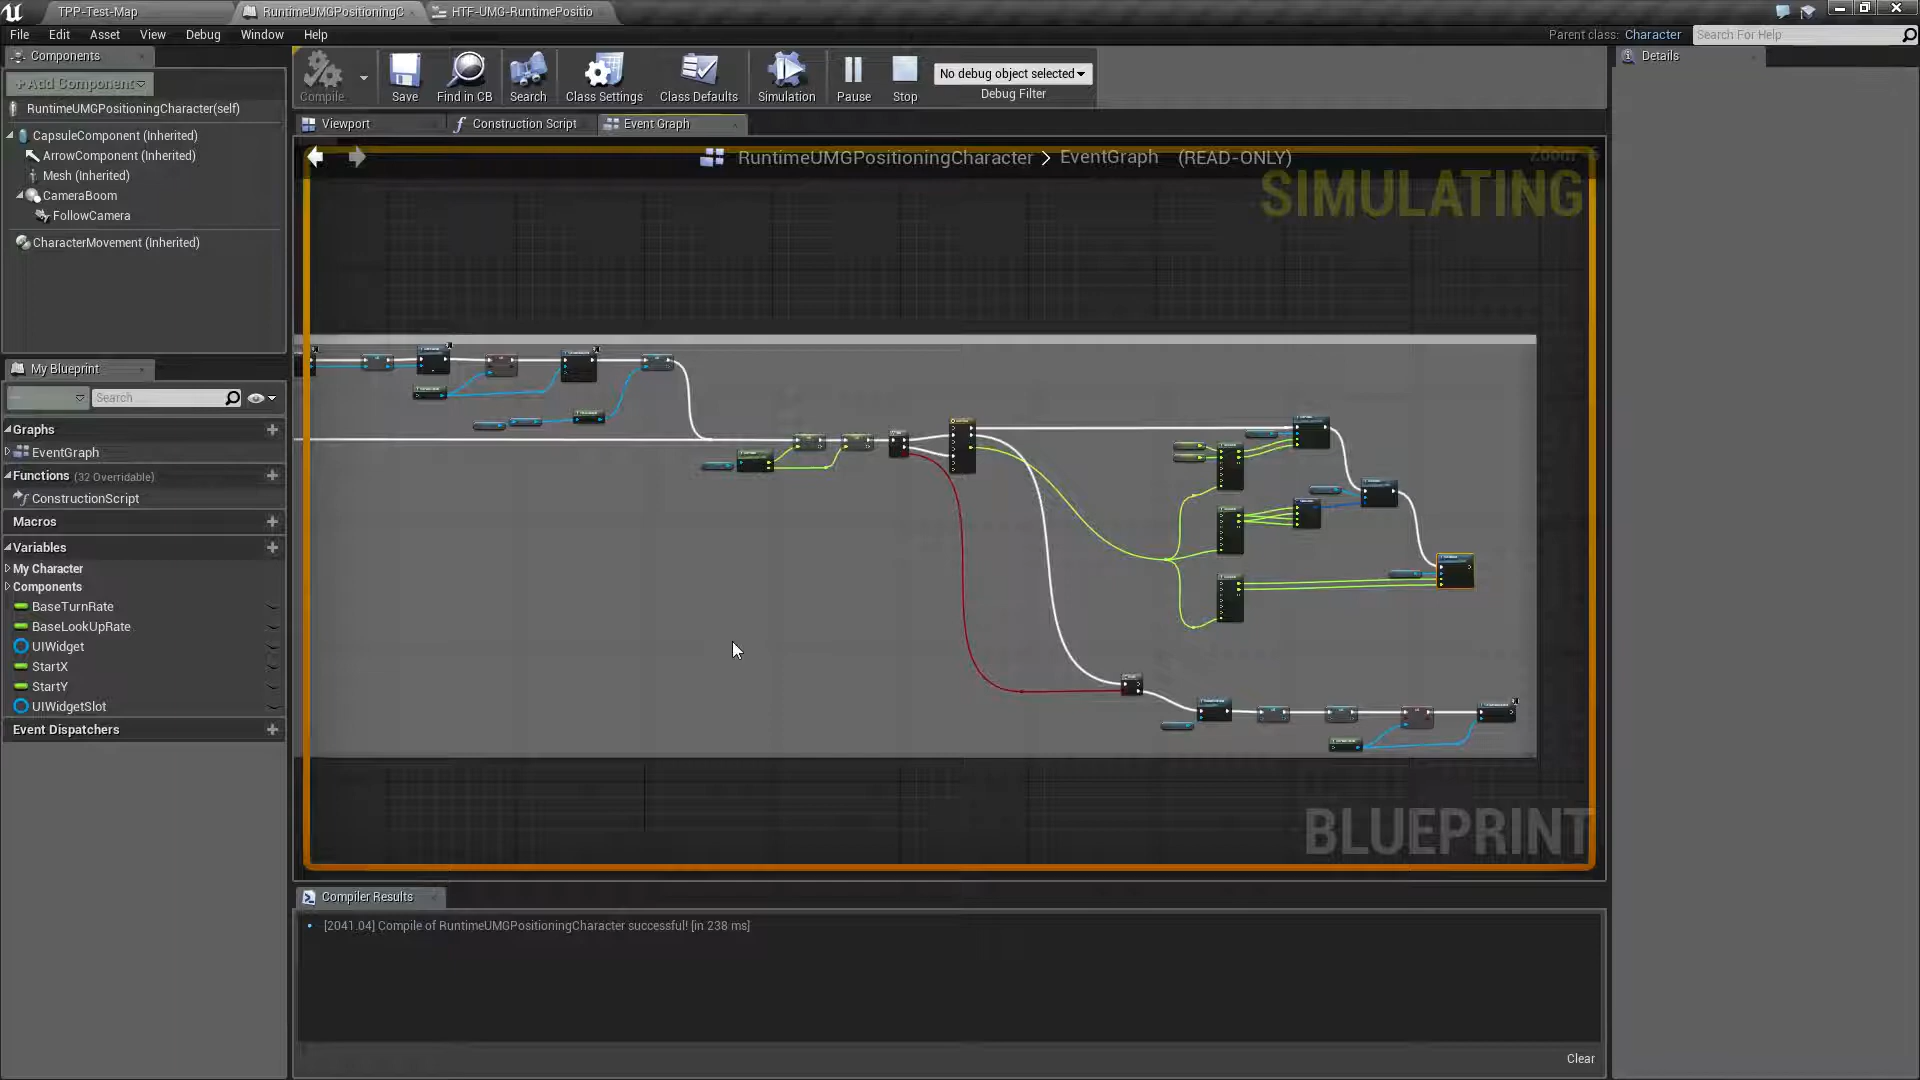 TPP-Test-Map
RuntimeUMGPositioningC
HTF-UMG-RuntimePositio
File Edit Asset View Debug Window Help
Parent class: Character
Search For Help
Components
Details
+Add Component
Compile
Save
Find in CB
Search
Class Settings
Class Defaults
Simulation
Pause
Stop
No debug object selected
Debug Filter
RuntimeUMGPositioningCharacter(self)
Viewport
Construction Script
Event Graph
CapsuleComponent (Inherited)
ArrowComponent (Inherited)
Mesh (Inherited)
CameraBoom
FollowCamera
CharacterMovement (Inherited)
RuntimeUMGPositioningCharacter > EventGraph (READ-ONLY)
SIMULATING
My Blueprint
Search
Graphs
EventGraph
Functions (32 Overridable)
ConstructionScript
Macros
Variables
My Character
Components
BaseTurnRate
BaseLookUpRate
UIWidget
StartX
StartY
UIWidgetSlot
Event Dispatchers
BLUEPRINT
Compiler Results
[2041.04] Compile of RuntimeUMGPositioningCharacter successful! [in 238 ms]
Clear